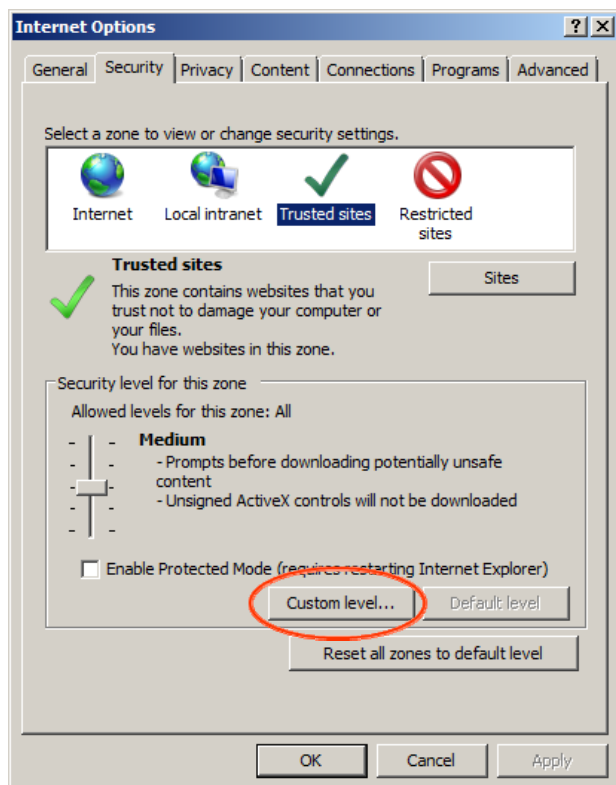 Internet Options
General Security Privacy Content Connections Programs Advanced
Select a zone to view or change security settings.
Internet Local intranet Trusted sites Restricted
sites
Trusted sites
Sites
This zone contains websites that you
trust not to damage your computer or
your files.
You have websites in this zone.
Security level for this zone
Allowed levels for this zone: All
Medium
- Prompts before downloading potentially unsafe
content
- Unsigned ActiveX controls will not be downloaded
Enable Protected Mode (requires restarting Internet Explorer)
Custom level... Default level
Reset all zones to default level
OK Cancel Apply